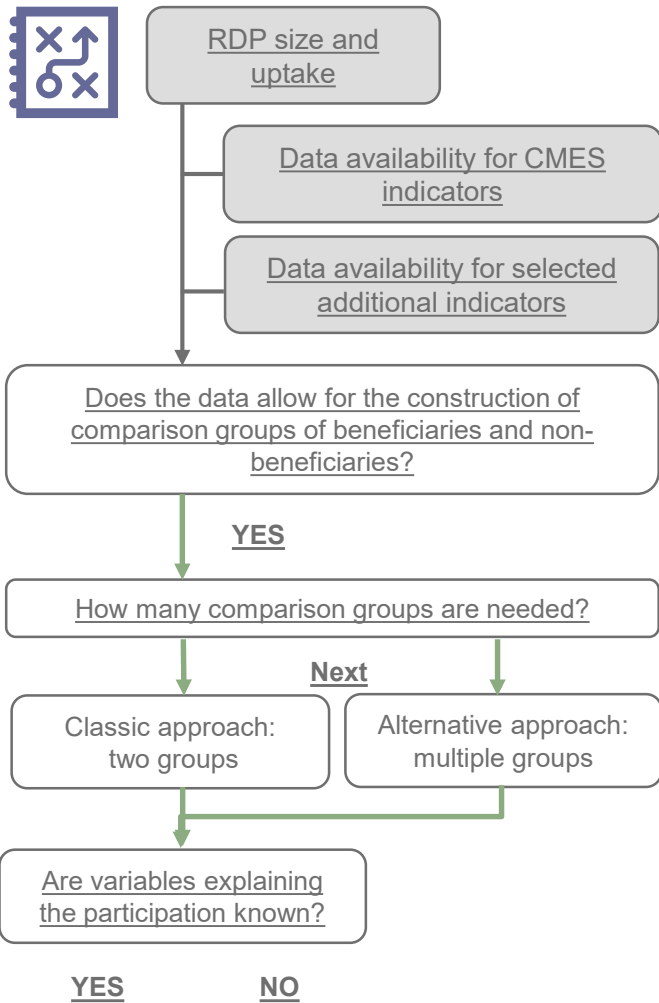 RDP size and
uptake
Data availability for CMES
indicators
Data availability for selected
additional indicators
Does the data allow for the construction of
comparison groups of beneficiaries and non-
beneficiaries?
YES
How many comparison groups are needed?
Next
Classic approach:
two groups
Alternative approach:
multiple groups
Are variables explaining
the participation known?
YES NO